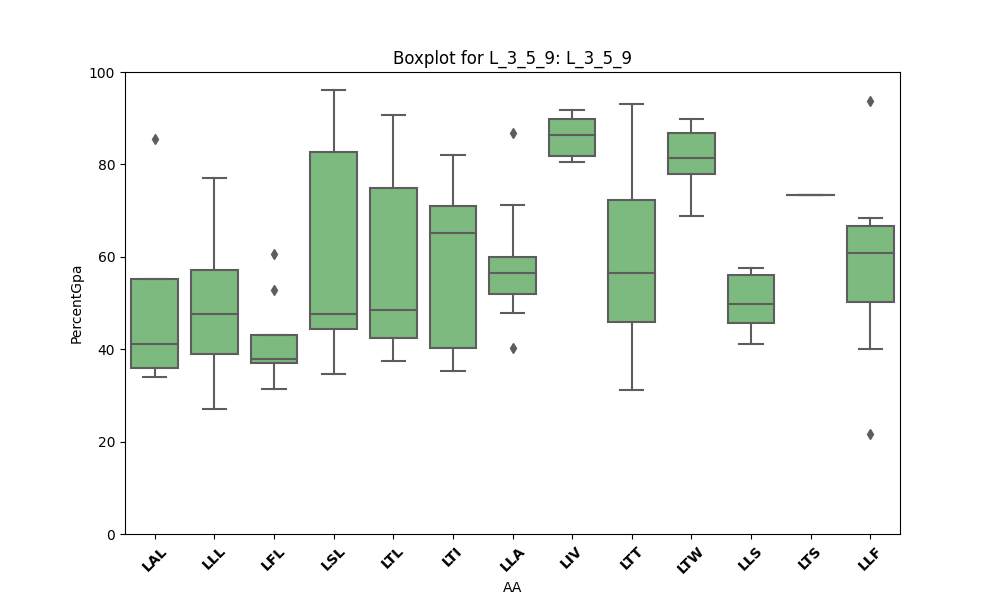 Boxplot for L_3_5_9: L_3_5_9
100
80
60
40
20
0
PercentGpa
LAL
LLL
LFL
LSL
LTL
LTI
LLA
LIV
LTT
LTW
LLS
LTS
LLF
AA